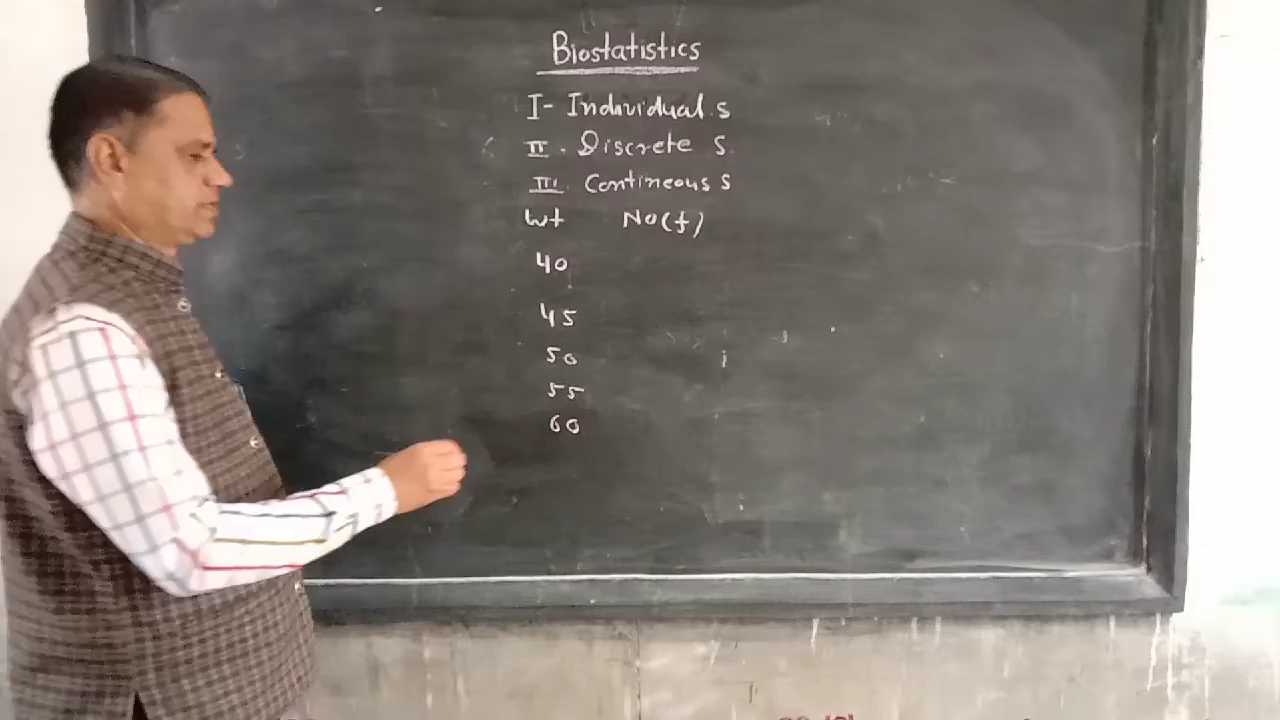 Biostatistics
I- Individual.s
II. Discrete s.
III. Contineous s
Wt No(f)
40
45
50
55
60